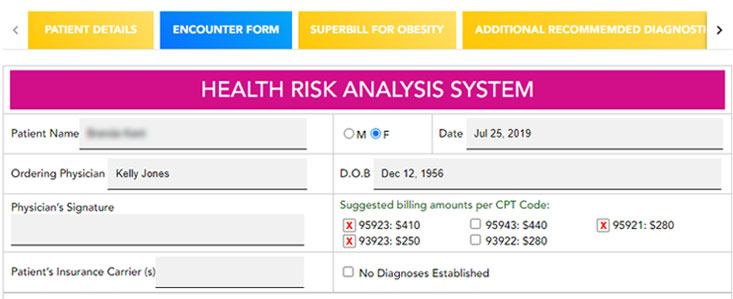 PATIENT DETAILS ENCOUNTER FORM SUPERBILL FOR OBESITY ADDITIONAL RECOMMEMDED DIAGNOSTI
HEALTH RISK ANALYSIS SYSTEM
Patient Name M F Date Jul 25, 2019
Ordering Physician Kelly Jones D.O.B Dec 12, 1956
Physician's Signature Suggested billing amounts per CPT Code:
X 95923: $410 95943: $440 X 95921: $280
X 93923: $250 93922: $280
Patient's Insurance Carrier (s) No Diagnoses Established